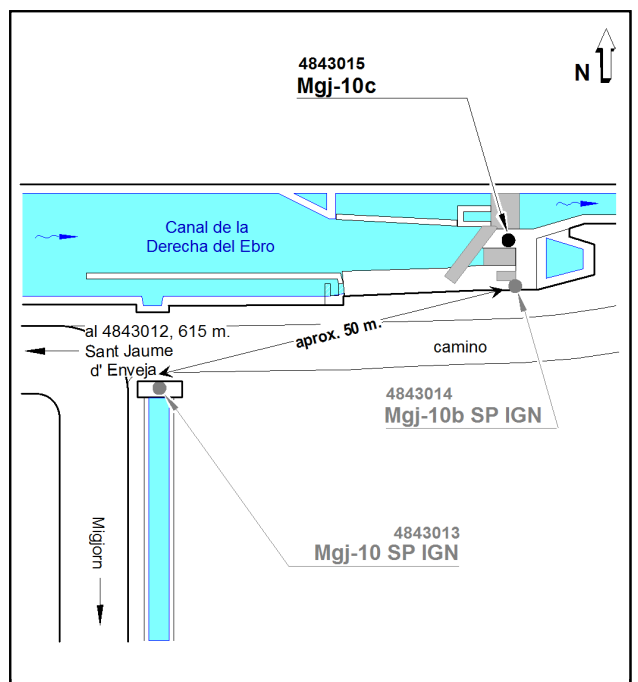 4843015
Mgj-10c
N
Canal de la
Derecha del Ebro
al 4843012, 615 m.
Sant Jaume
d' Enveja
aprox. 50 m.
camino
4843014
Mgj-10b SP IGN
4843013
Mgj-10 SP IGN
Migjorn